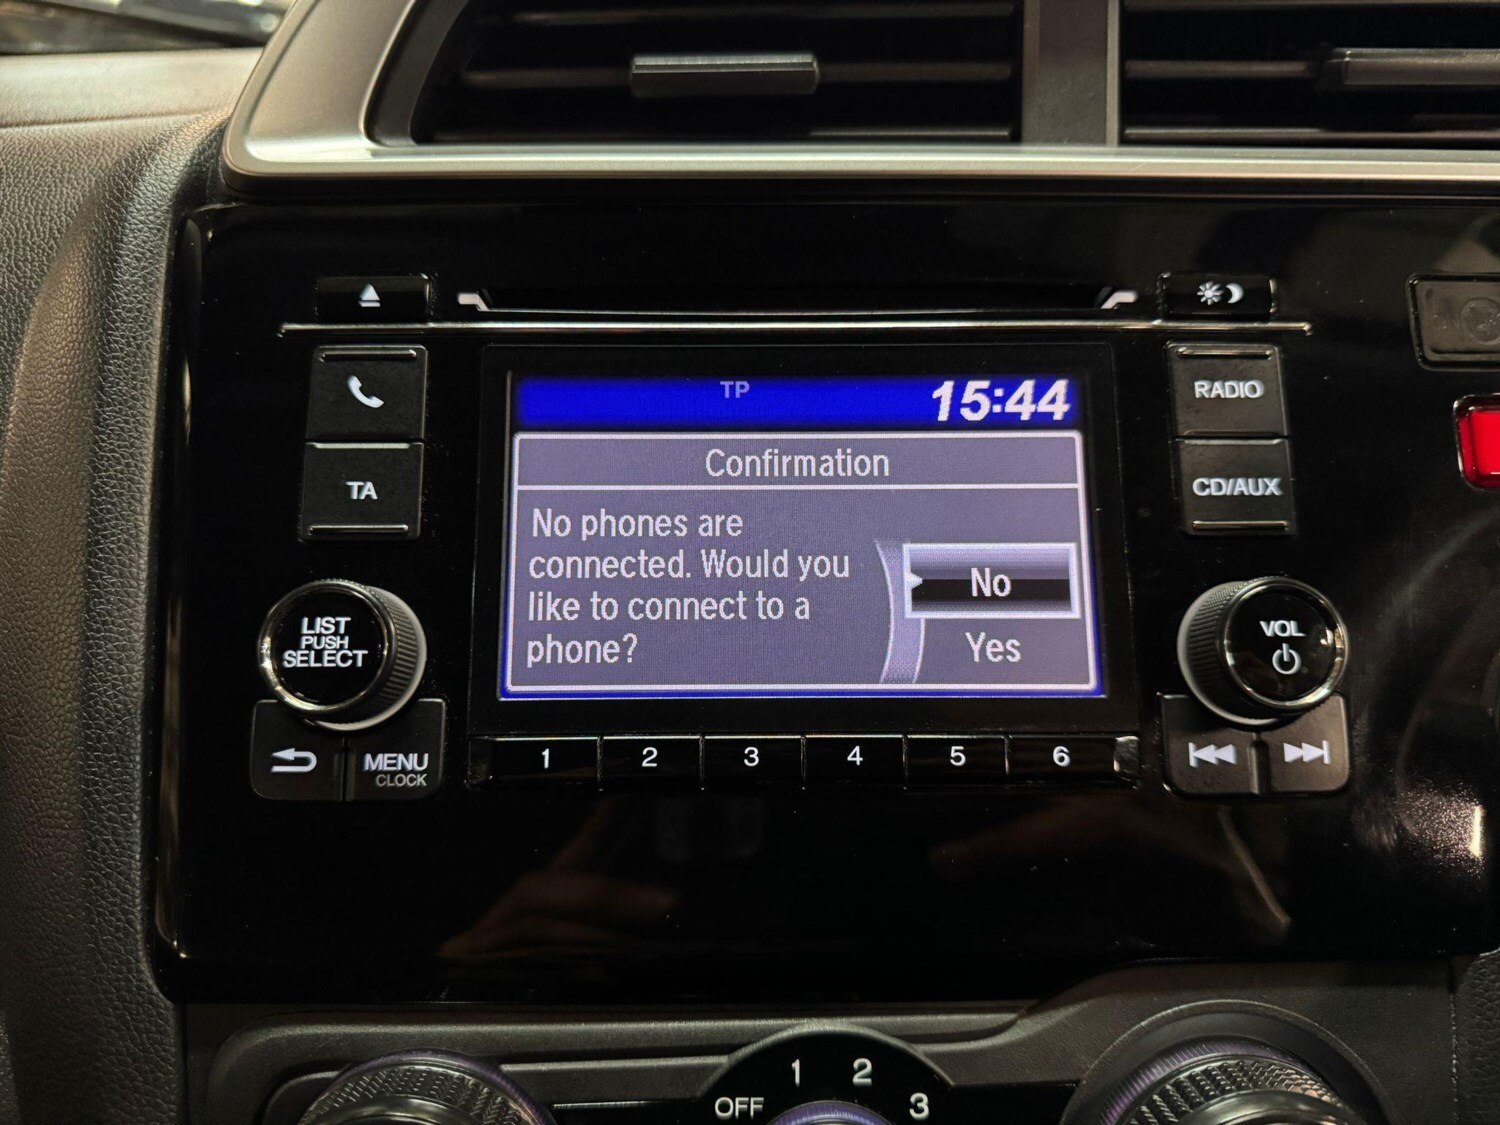 TP
15:44
Confirmation
No phones are
connected. Would you
like to connect to a
phone?
No
Yes
TA
LIST
PUSH
SELECT
MENU
CLOCK
RADIO
CD/AUX
VOL
1 2 3 4 5 6
OFF 1 2 3